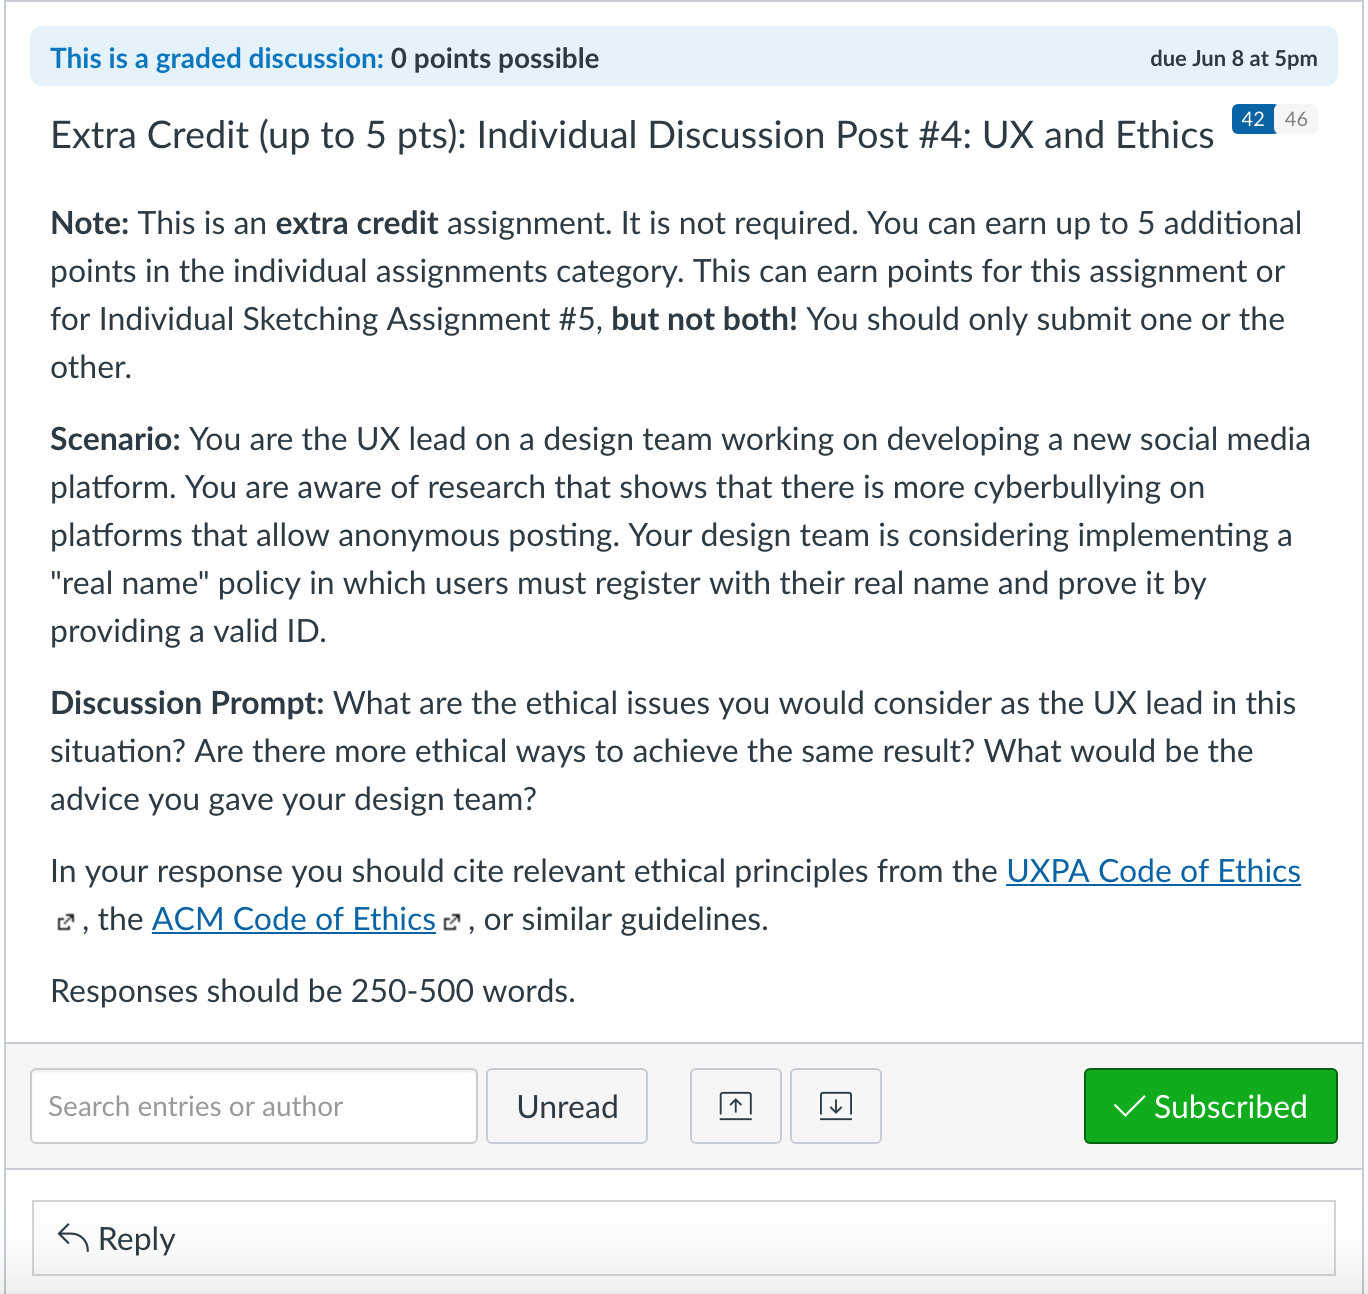 This is a graded discussion: 0 points possible due Jun 8 at 5pm
Extra Credit (up to 5 pts): Individual Discussion Post #4: UX and Ethics 42 46
Note: This is an extra credit assignment. It is not required. You can earn up to 5 additional
points in the individual assignments category. This can earn points for this assignment or
for Individual Sketching Assignment #5, but not both! You should only submit one or the
other.
Scenario: You are the UX lead on a design team working on developing a new social media
platform. You are aware of research that shows that there is more cyberbullying on
platforms that allow anonymous posting. Your design team is considering implementing a
"real name" policy in which users must register with their real name and prove it by
providing a valid ID.
Discussion Prompt: What are the ethical issues you would consider as the UX lead in this
situation? Are there more ethical ways to achieve the same result? What would be the
advice you gave your design team?
In your response you should cite relevant ethical principles from the UXPA Code of Ethics
, the ACM Code of Ethics , or similar guidelines.
Responses should be 250-500 words.
Search entries or author Unread Subscribed
Reply